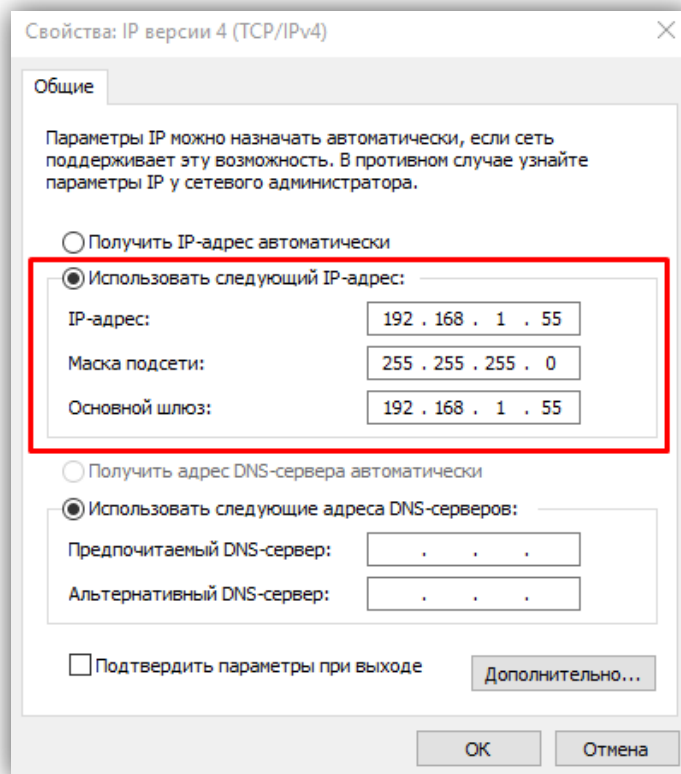 Свойства: IP версии 4 (TCP/IPv4)
Общие
Параметры IP можно назначать автоматически, если сеть
поддерживает эту возможность. В противном случае узнайте
параметры IP у сетевого администратора.
Получить IP-адрес автоматически
Использовать следующий IP-адрес:
IP-адрес: 192 . 168 . 1 . 55
Маска подсети: 255 . 255 . 255 . 0
Основной шлюз: 192 . 168 . 1 . 55
Получить адрес DNS-сервера автоматически
Использовать следующие адреса DNS-серверов:
Предпочитаемый DNS-сервер: . . .
Альтернативный DNS-сервер: . . .
Подтвердить параметры при выходе
Дополнительно...
ОК Отмена